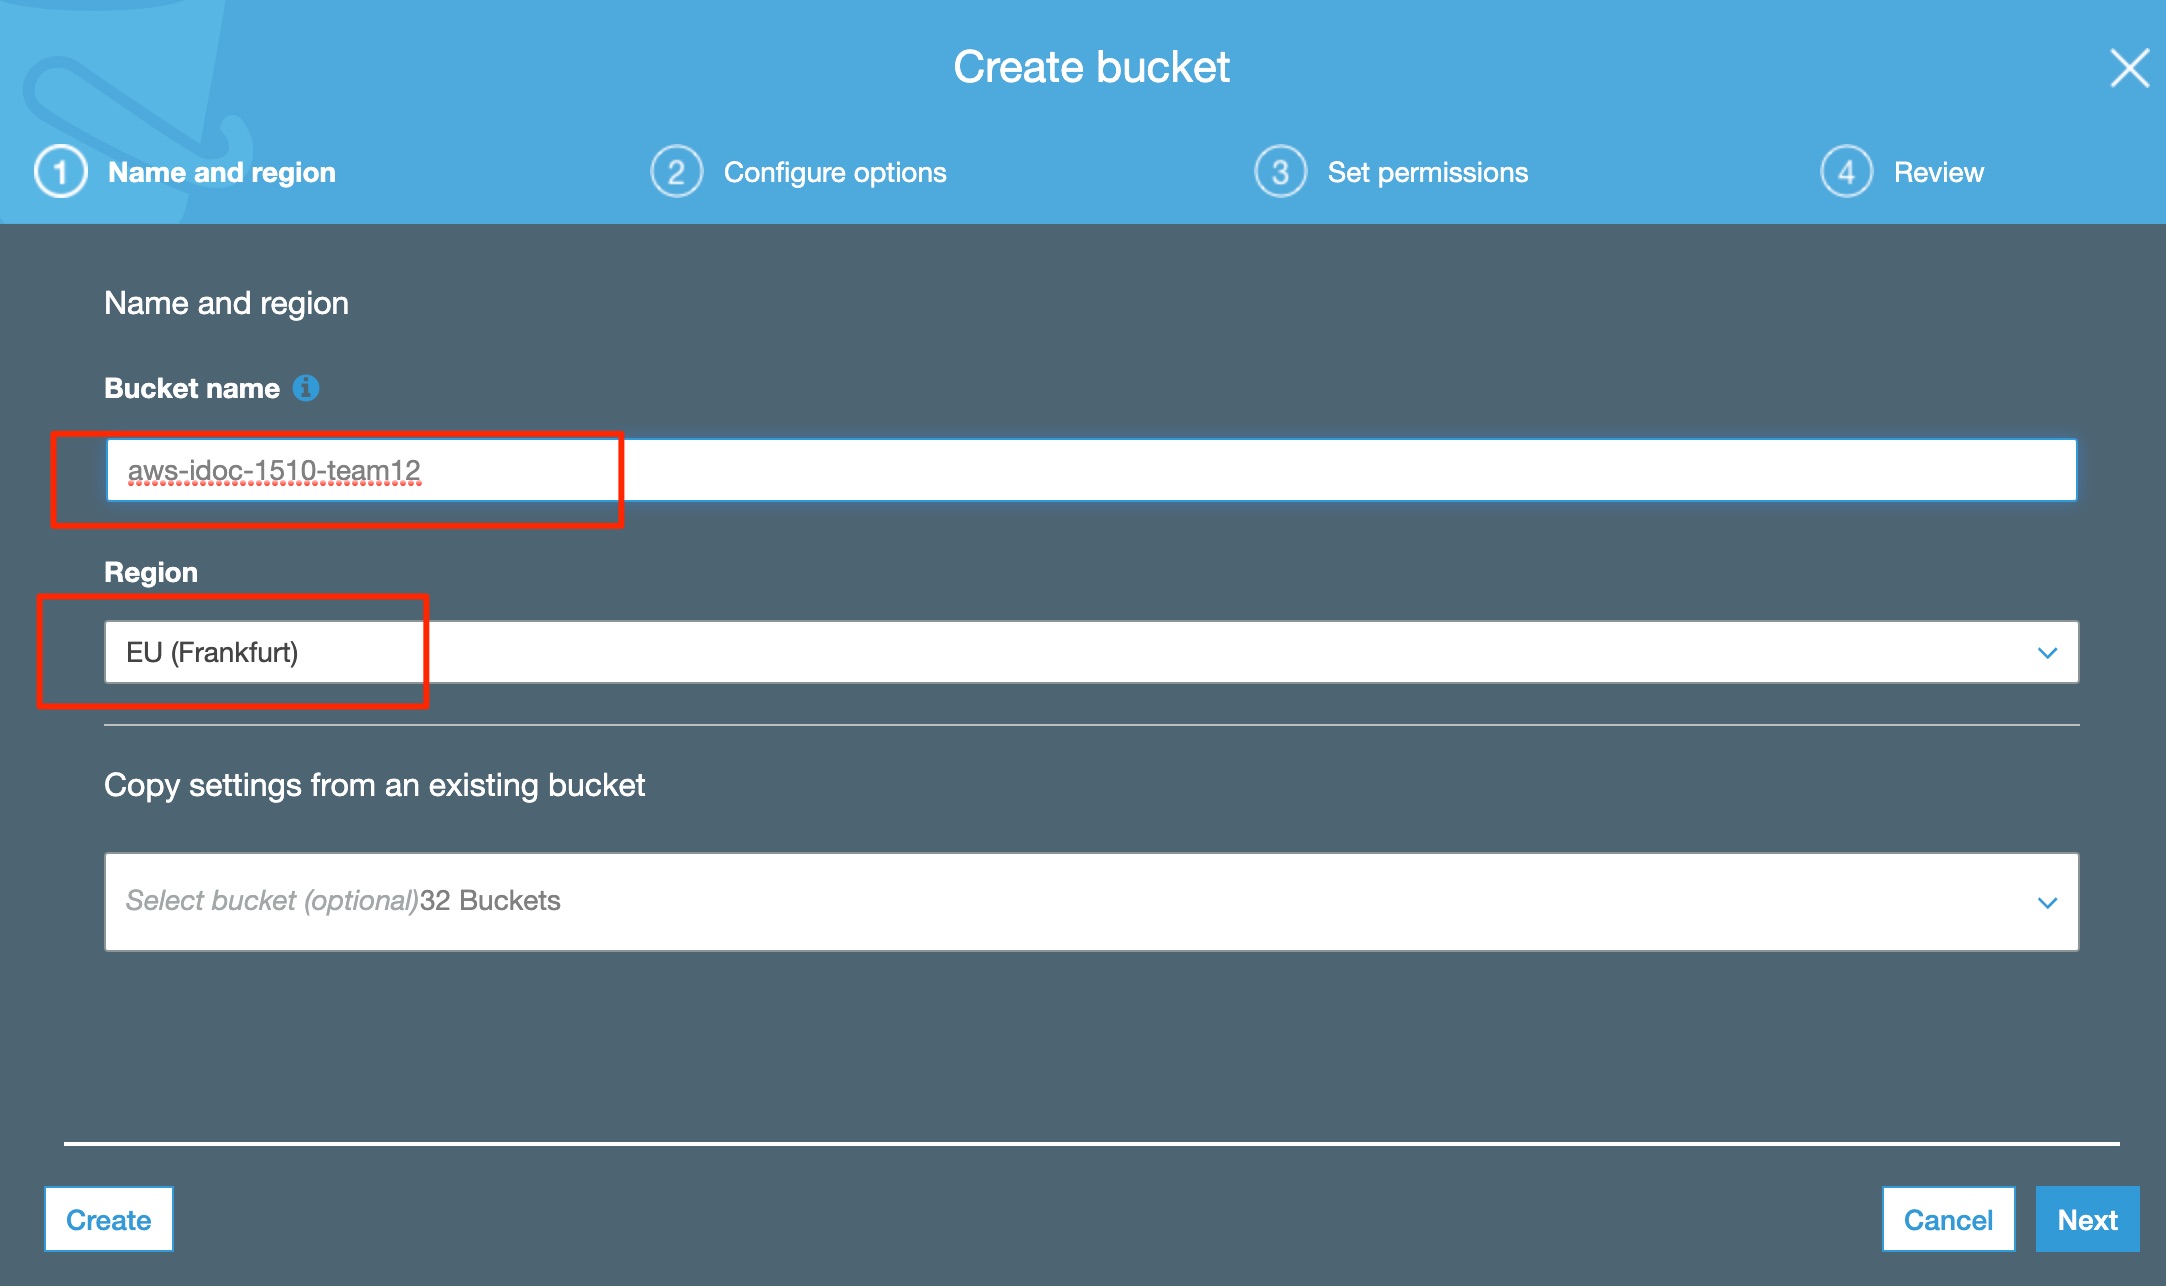 Create bucket
1 Name and region
2 Configure options
3 Set permissions
4 Review
Name and region
Bucket name
aws-idoc-1510-team12
Region
EU (Frankfurt)
Copy settings from an existing bucket
Select bucket (optional)32 Buckets
Create
Cancel
Next